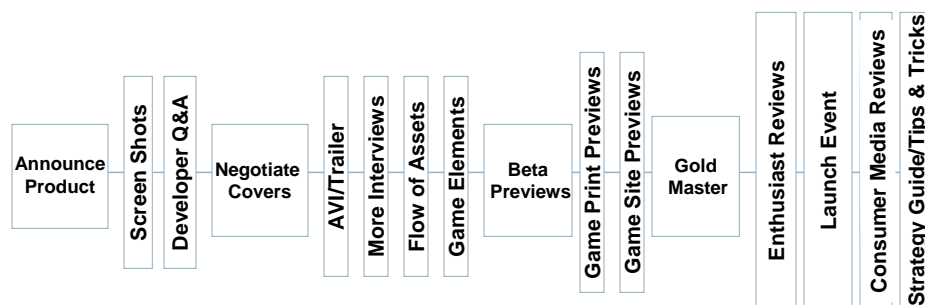 Announce
Product
Screen Shots
Developer Q&A
Negotiate
Covers
AVI/Trailer
More Interviews
Flow of Assets
Game Elements
Beta
Previews
Game Print Previews
Game Site Previews
Gold
Master
Enthusiast Reviews
Launch Event
Consumer Media Reviews
Strategy Guide/Tips & Tricks